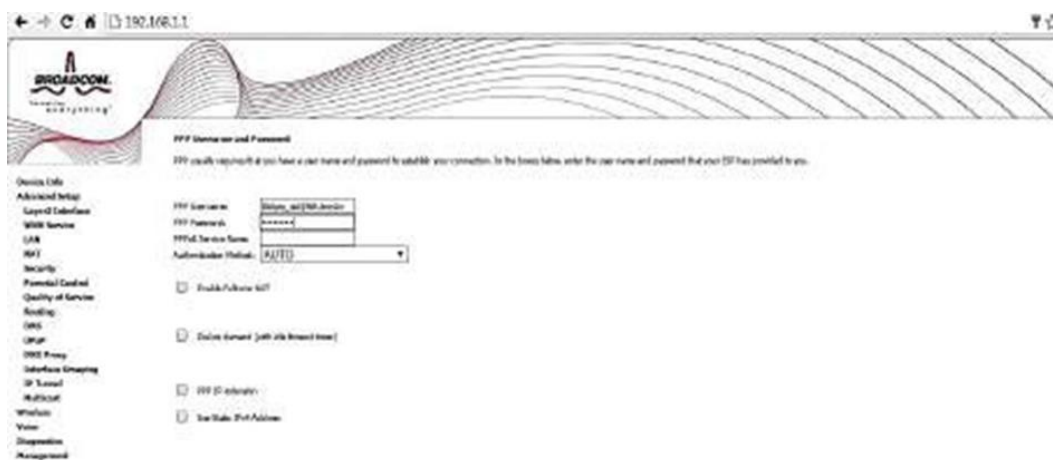 192.168.1.1
BROADCOM.
everything®
PPP Username and Password
PPP usually requires that you have a user name and password to establish your connection. In the boxes below, enter the user name and password that your ISP has provided to you.
Device Info
Advanced Setup
Layer2 Interface
WAN Service
LAN
NAT
Security
Parental Control
Quality of Service
Routing
DNS
UPnP
DNS Proxy
Interface Grouping
IP Tunnel
Multicast
Wireless
Voice
Diagnostics
Management
PPP Username:
PPP Password:
PPPoE Service Name:
Authentication Method: AUTO
Enable Fullcone NAT
Dial on demand (with idle timeout timer)
PPP IP extension
Use Static IPv4 Address